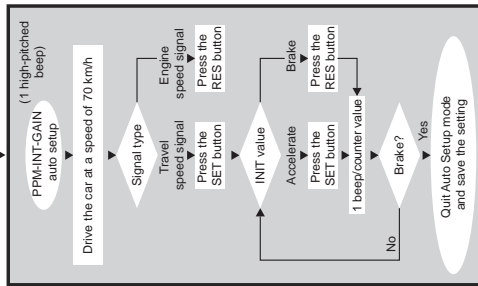 (1 high-pitched
beep)
PPM-INT-GAIN
auto setup
Drive the car at a speed of 70 km/h
Signal type
Travel
speed signal
Engine
speed signal
Press the
SET button
Press the
RES button
INIT value
Accelerate
Brake
Press the
SET button
Press the
RES button
1 beep/counter value
Brake?
No
Yes
Quit Auto Setup mode
and save the setting